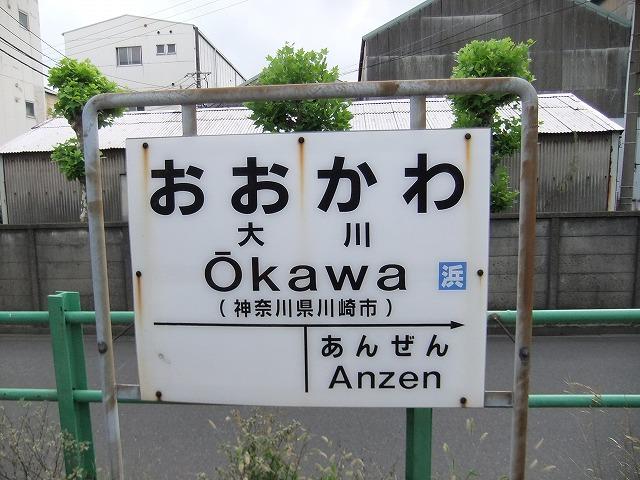 おおかわ
大川
Ōkawa
浜
(神奈川県川崎市)
あんぜん
Anzen